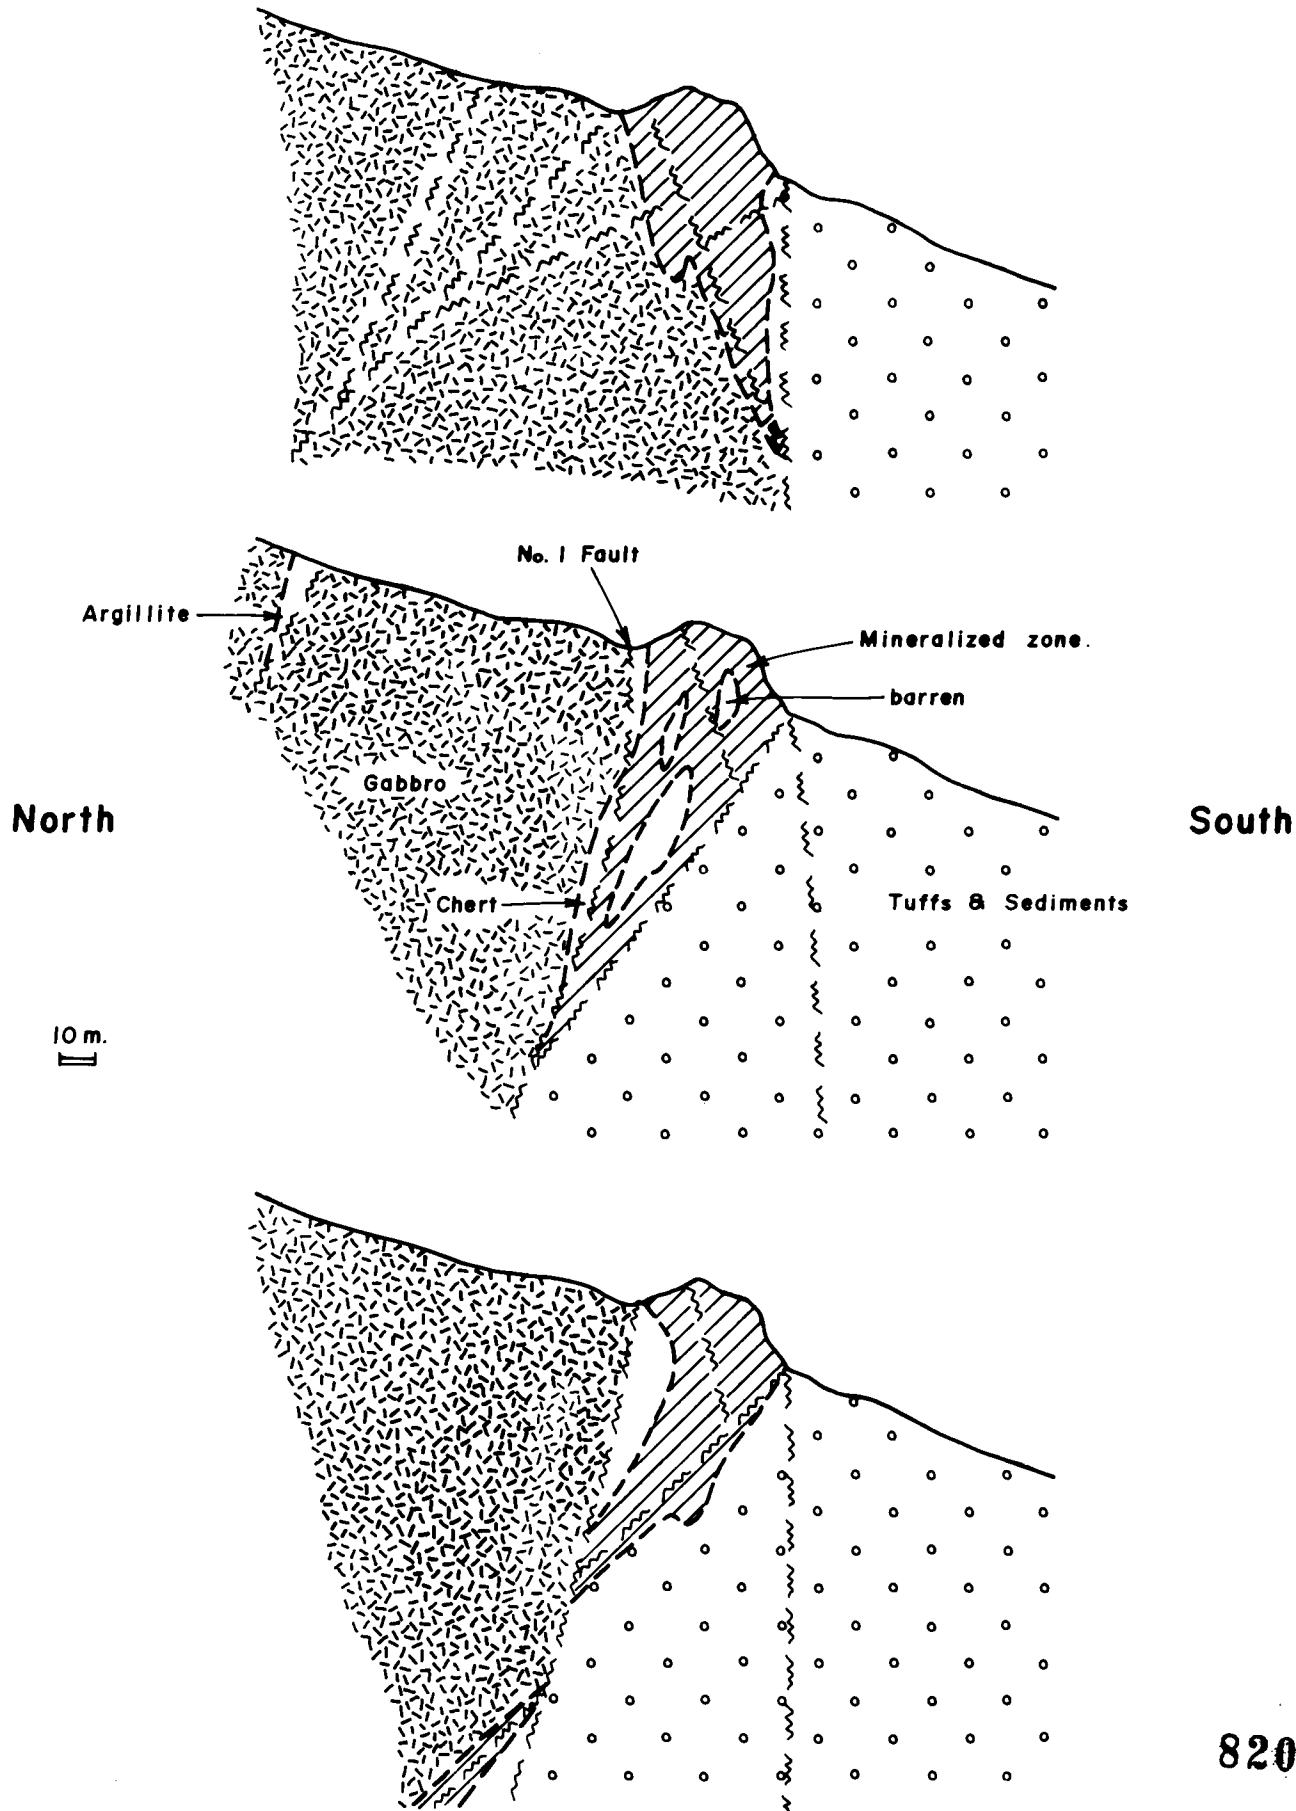 No. 1 Fault
Argillite
Mineralized zone.
barren
Gabbro
North
South
Chert
Tuffs & Sediments
10 m.
820